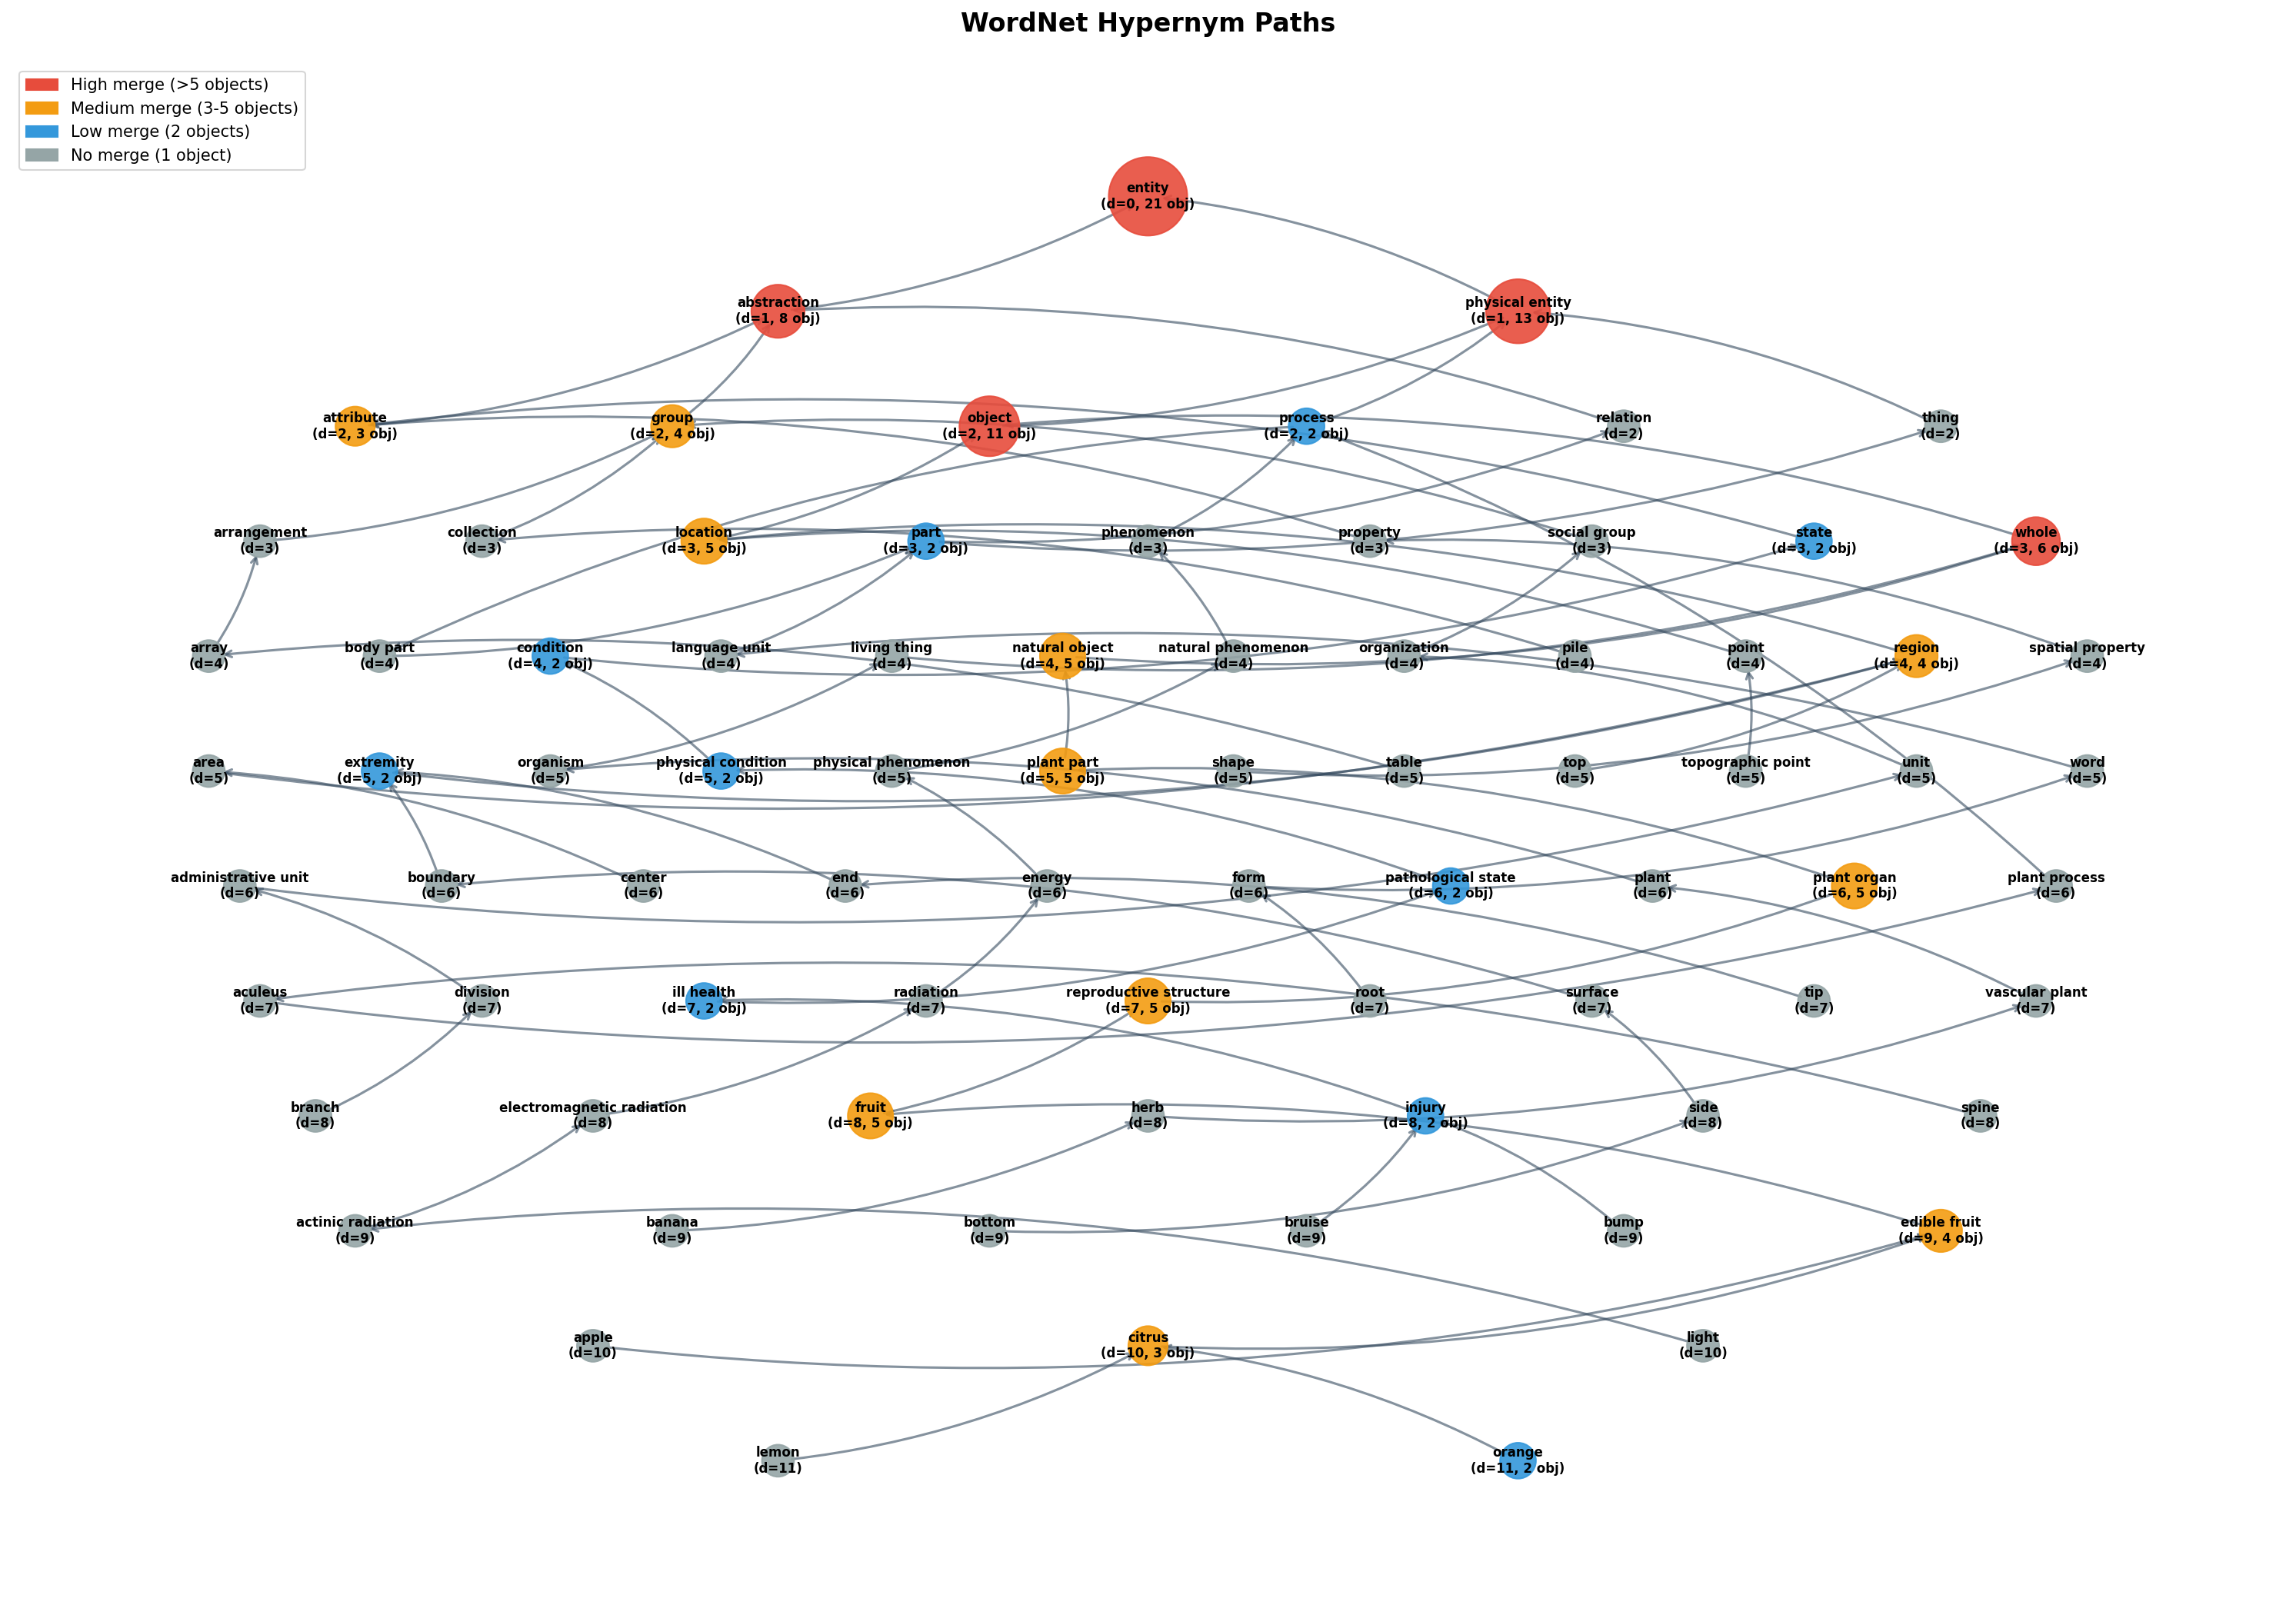 WordNet Hypernym Paths
High merge (>5 objects)
Medium merge (3-5 objects)
Low merge (2 objects)
No merge (1 object)
entity
(d=0, 21 obj)
abstraction
(d=1, 8 obj)
physical entity
(d=1, 13 obj)
attribute
(d=2, 3 obj)
group
(d=2, 4 obj)
object
(d=2, 11 obj)
process
(d=2, 2 obj)
relation
(d=2)
thing
(d=2)
arrangement
(d=3)
collection
(d=3)
location
(d=3, 5 obj)
part
(d=3, 2 obj)
phenomenon
(d=3)
property
(d=3)
social group
(d=3)
state
(d=3, 2 obj)
whole
(d=3, 6 obj)
array
(d=4)
body part
(d=4)
condition
(d=4, 2 obj)
language unit
(d=4)
living thing
(d=4)
natural object
(d=4, 5 obj)
natural phenomenon
(d=4)
organization
(d=4)
pile
(d=4)
point
(d=4)
region
(d=4, 4 obj)
spatial property
(d=4)
area
(d=5)
extremity
(d=5, 2 obj)
organism
(d=5)
physical condition
(d=5, 2 obj)
physical phenomenon
(d=5)
plant part
(d=5, 5 obj)
shape
(d=5)
table
(d=5)
top
(d=5)
topographic point
(d=5)
unit
(d=5)
word
(d=5)
administrative unit
(d=6)
boundary
(d=6)
center
(d=6)
end
(d=6)
energy
(d=6)
form
(d=6)
pathological state
(d=6, 2 obj)
plant
(d=6)
plant organ
(d=6, 5 obj)
plant process
(d=6)
aculeus
(d=7)
division
(d=7)
ill health
(d=7, 2 obj)
radiation
(d=7)
reproductive structure
(d=7, 5 obj)
root
(d=7)
surface
(d=7)
tip
(d=7)
vascular plant
(d=7)
branch
(d=8)
electromagnetic radiation
(d=8)
fruit
(d=8, 5 obj)
herb
(d=8)
injury
(d=8, 2 obj)
side
(d=8)
spine
(d=8)
actinic radiation
(d=9)
banana
(d=9)
bottom
(d=9)
bruise
(d=9)
bump
(d=9)
edible fruit
(d=9, 4 obj)
apple
(d=10)
citrus
(d=10, 3 obj)
light
(d=10)
lemon
(d=11)
orange
(d=11, 2 obj)